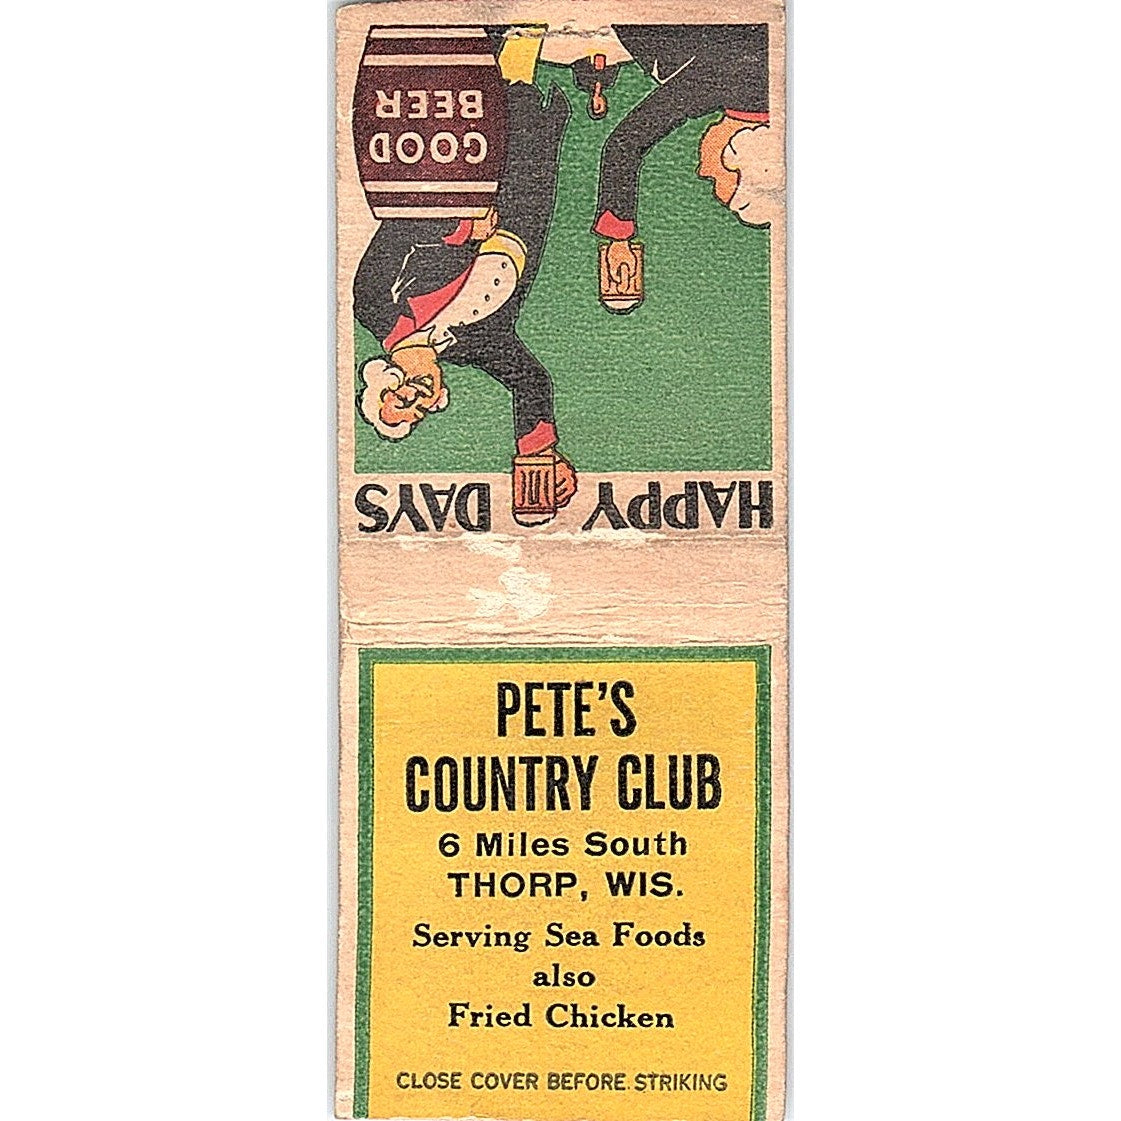 GOOD
BEER
HAPPY DAYS
PETE'S
COUNTRY CLUB
6 Miles South
THORP, WIS.
Serving Sea Foods
also
Fried Chicken
CLOSE COVER BEFORE STRIKING